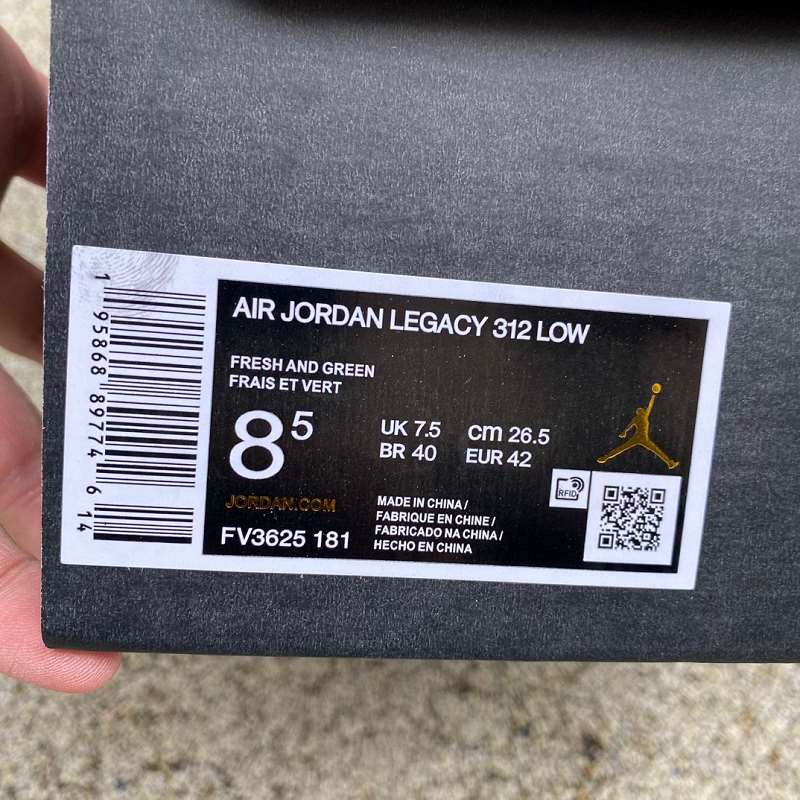 AIR JORDAN LEGACY 312 LOW
FRESH AND GREEN
FRAIS ET VERT
8 5
UK 7.5 cm 26.5
BR 40 EUR 42
JORDAN.COM
FV3625 181
MADE IN CHINA /
FABRIQUE EN CHINE /
FABRICADO NA CHINA /
HECHO EN CHINA
RFID
1 95868 89774 6 14